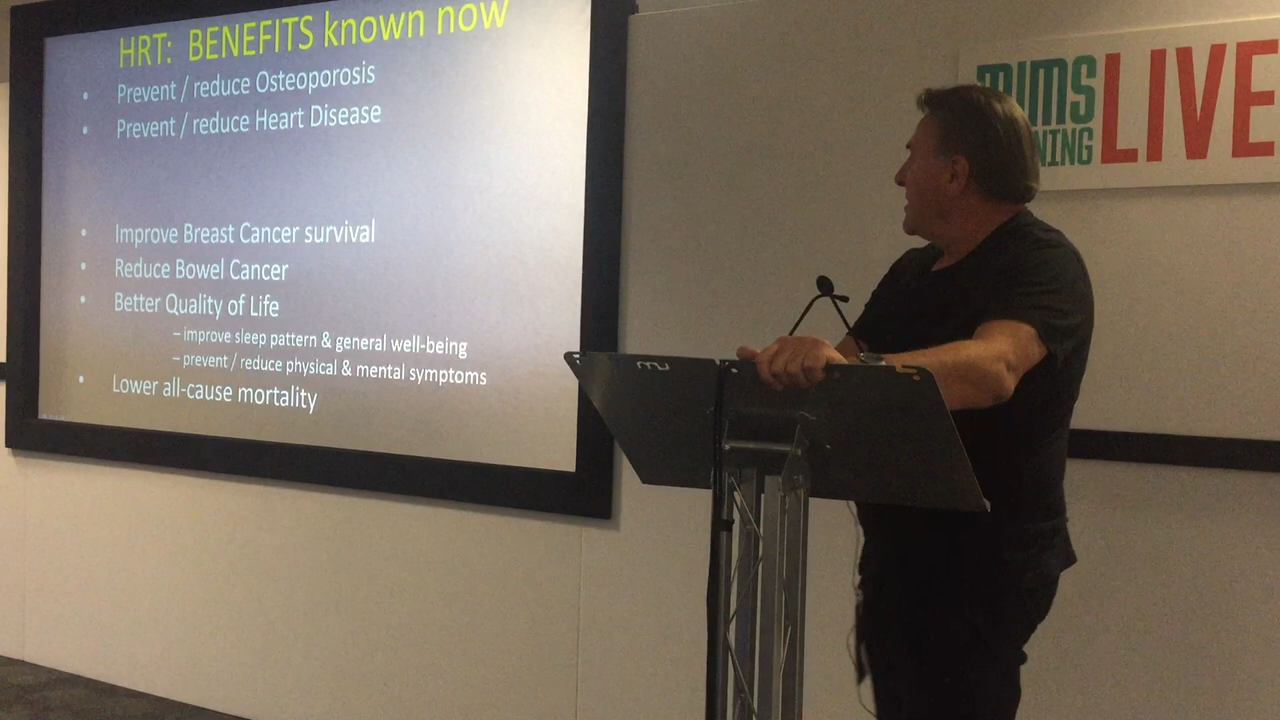 HRT: BENEFITS known now
• Prevent / reduce Osteoporosis
• Prevent / reduce Heart Disease
• Improve Breast Cancer survival
• Reduce Bowel Cancer
• Better Quality of Life
– improve sleep pattern & general well-being
– prevent / reduce physical & mental symptoms
• Lower all-cause mortality
MIMS
NING
LIVE